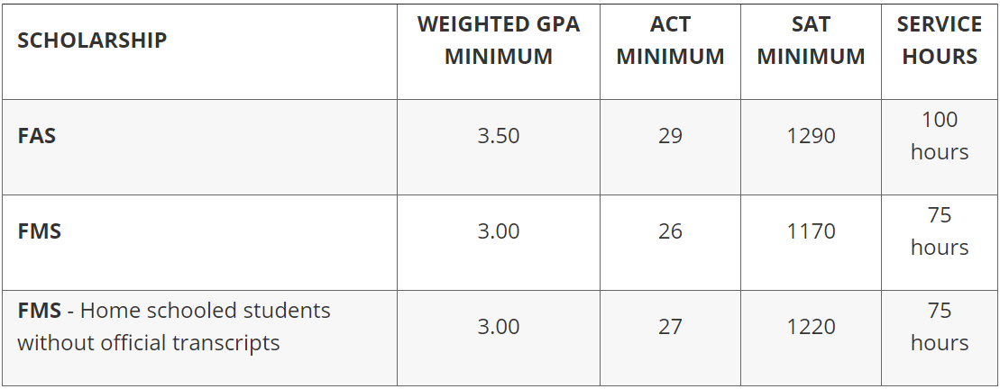 SCHOLARSHIP
WEIGHTED GPA
MINIMUM
ACT
MINIMUM
SAT
MINIMUM
SERVICE
HOURS
FAS
3.50
29
1290
100
hours
FMS
3.00
26
1170
75
hours
FMS - Home schooled students
without official transcripts
3.00
27
1220
75
hours